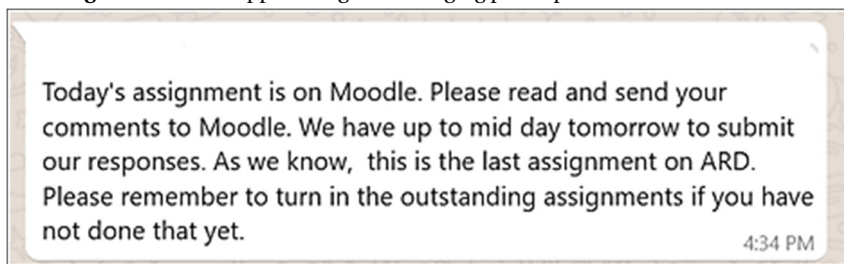 Today's assignment is on Moodle. Please read and send your
comments to Moodle. We have up to mid day tomorrow to submit
our responses. As we know,  this is the last assignment on ARD.
Please remember to turn in the outstanding assignments if you have
not done that yet.
4:34 PM